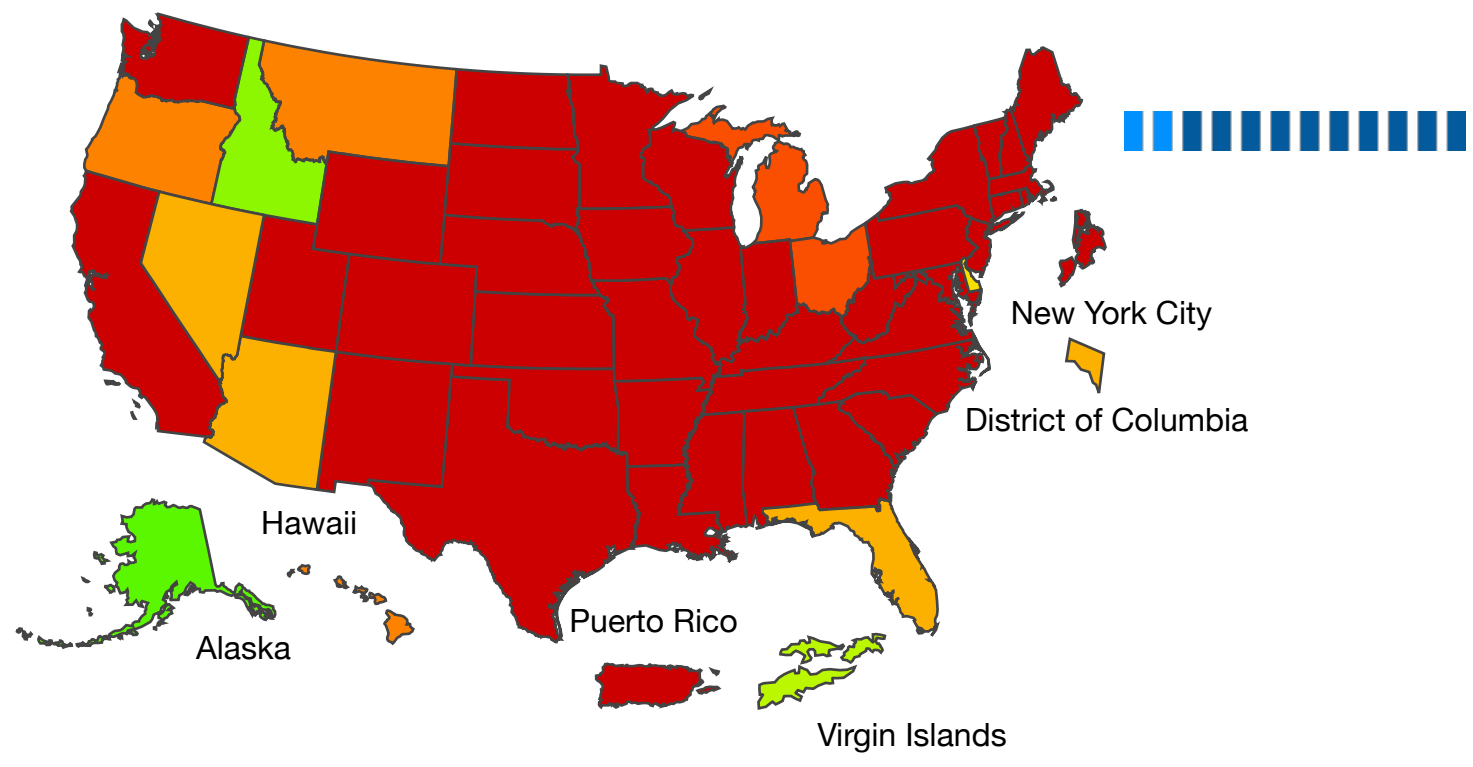 New York City
District of Columbia
Hawaii
Puerto Rico
Alaska
Virgin Islands